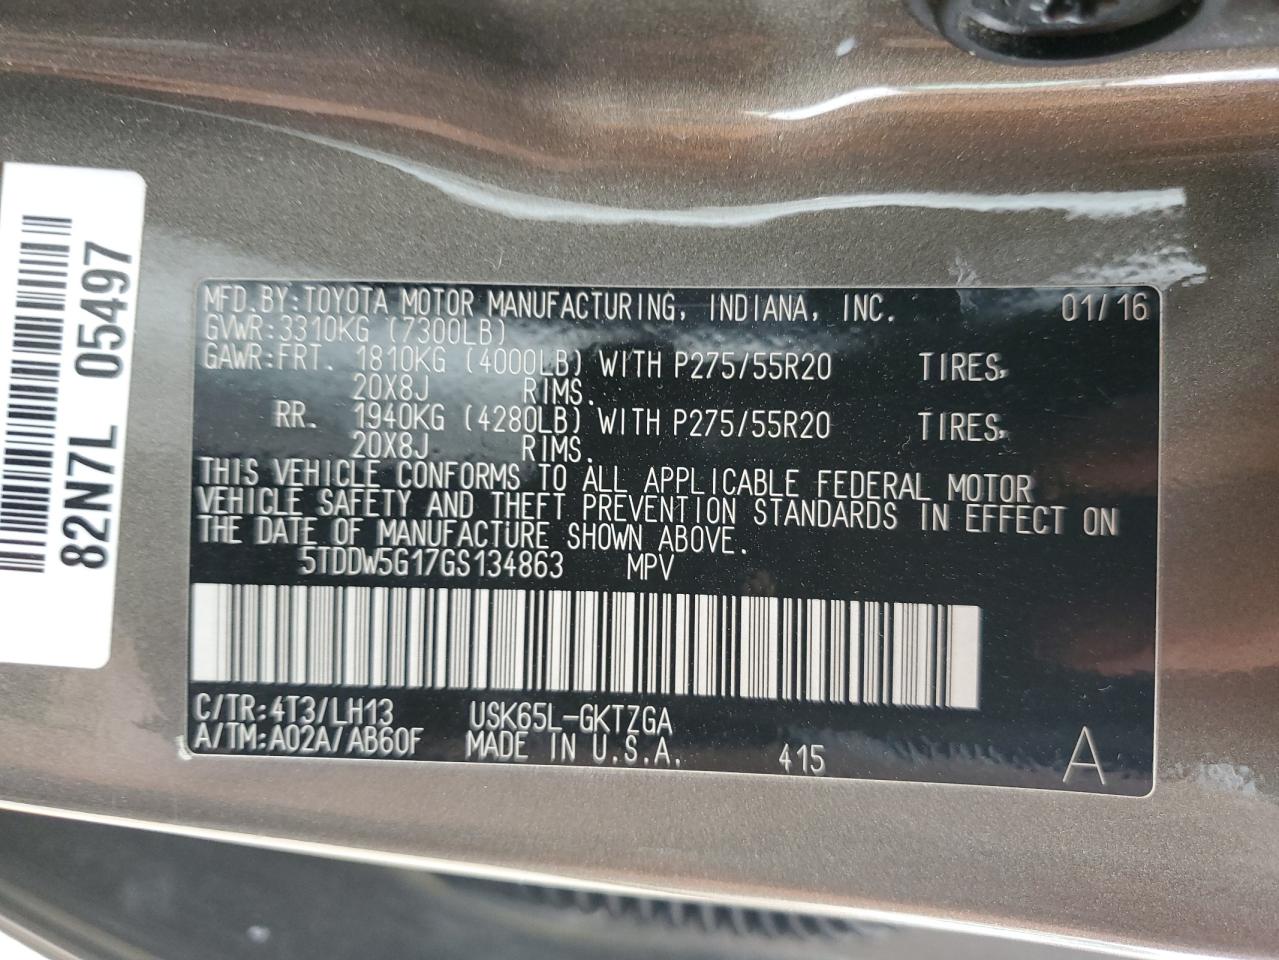 MFD.BY:TOYOTA MOTOR MANUFACTURING, INDIANA, INC. 01/16
GVWR:3310KG (7300LB)
GAWR:FRT. 1810KG (4000LB) WITH P275/55R20 TIRES,
20X8J RIMS.
RR. 1940KG (4280LB) WITH P275/55R20 TIRES,
20X8J RIMS.
THIS VEHICLE CONFORMS TO ALL APPLICABLE FEDERAL MOTOR
VEHICLE SAFETY AND THEFT PREVENTION STANDARDS IN EFFECT ON
THE DATE OF MANUFACTURE SHOWN ABOVE.
5TDDW5G17GS134863 MPV
C/TR:4T3/LH13 USK65L-GKTZGA
A/TM:A02A/AB60F MADE IN U.S.A. 415 A
82N7L 05497